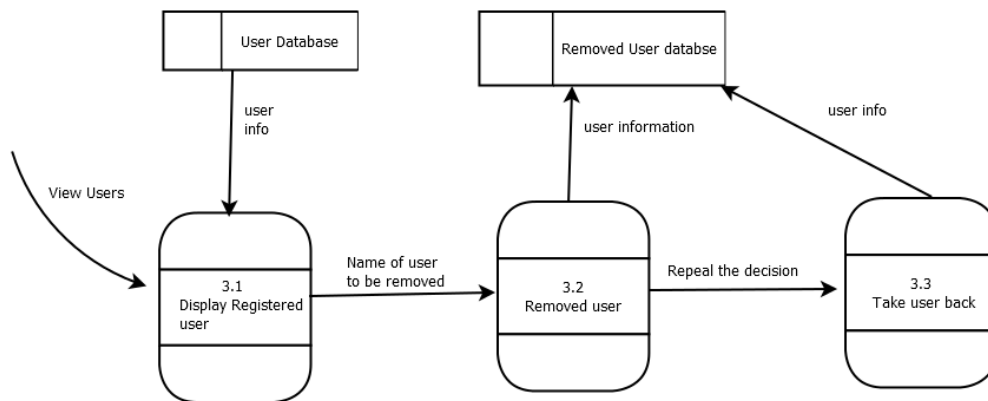 User Database
Removed User databse
user
info
user information
user info
View Users
Name of user
to be removed
Repeal the decision
3.1
Display Registered
user
3.2
Removed user
3.3
Take user back